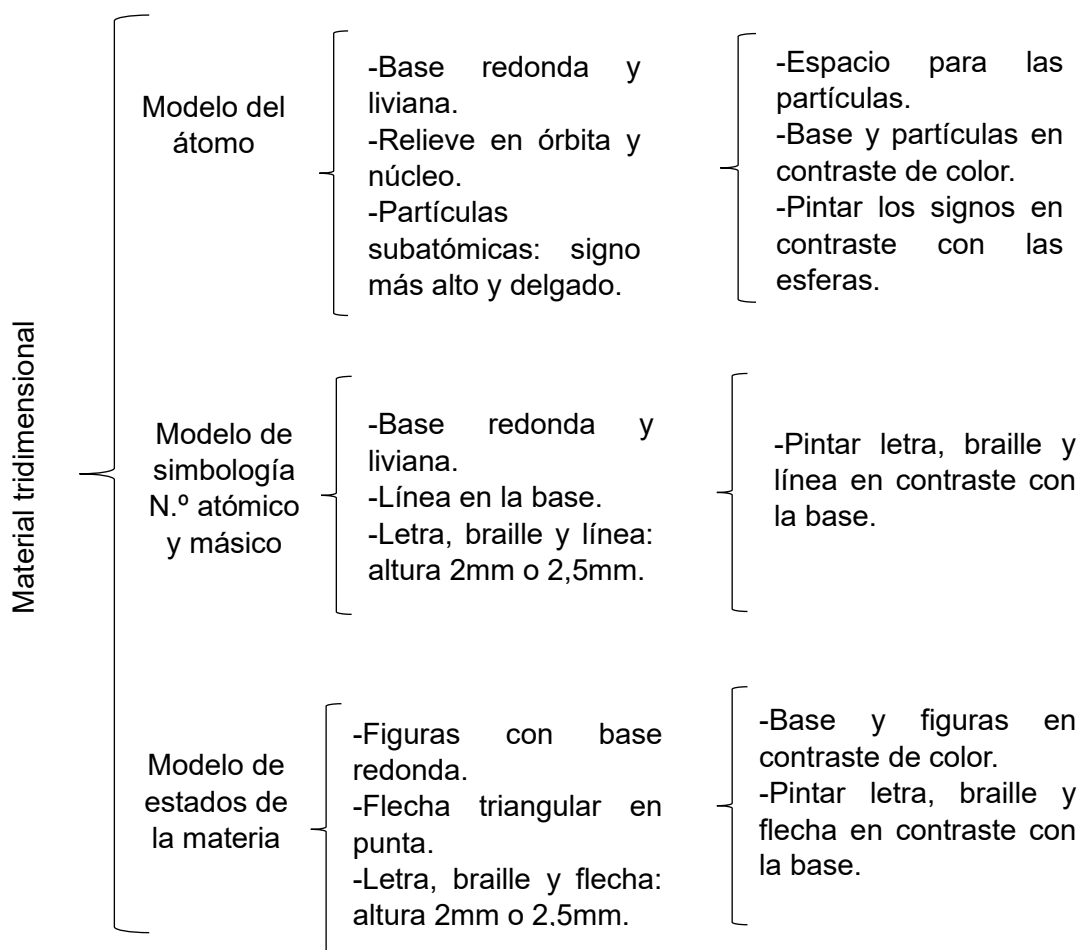 Material tridimensional
Modelo del
átomo
-Base redonda y
liviana.
-Relieve en órbita y
núcleo.
-Partículas
subatómicas: signo
más alto y delgado.
-Espacio para las
partículas.
-Base y partículas en
contraste de color.
-Pintar los signos en
contraste con las
esferas.
Modelo de
simbología
N.º atómico
y másico
-Base redonda y
liviana.
-Línea en la base.
-Letra, braille y línea:
altura 2mm o 2,5mm.
-Pintar letra, braille y
línea en contraste con
la base.
Modelo de
estados de
la materia
-Figuras con base
redonda.
-Flecha triangular en
punta.
-Letra, braille y flecha:
altura 2mm o 2,5mm.
-Base y figuras en
contraste de color.
-Pintar letra, braille y
flecha en contraste con
la base.